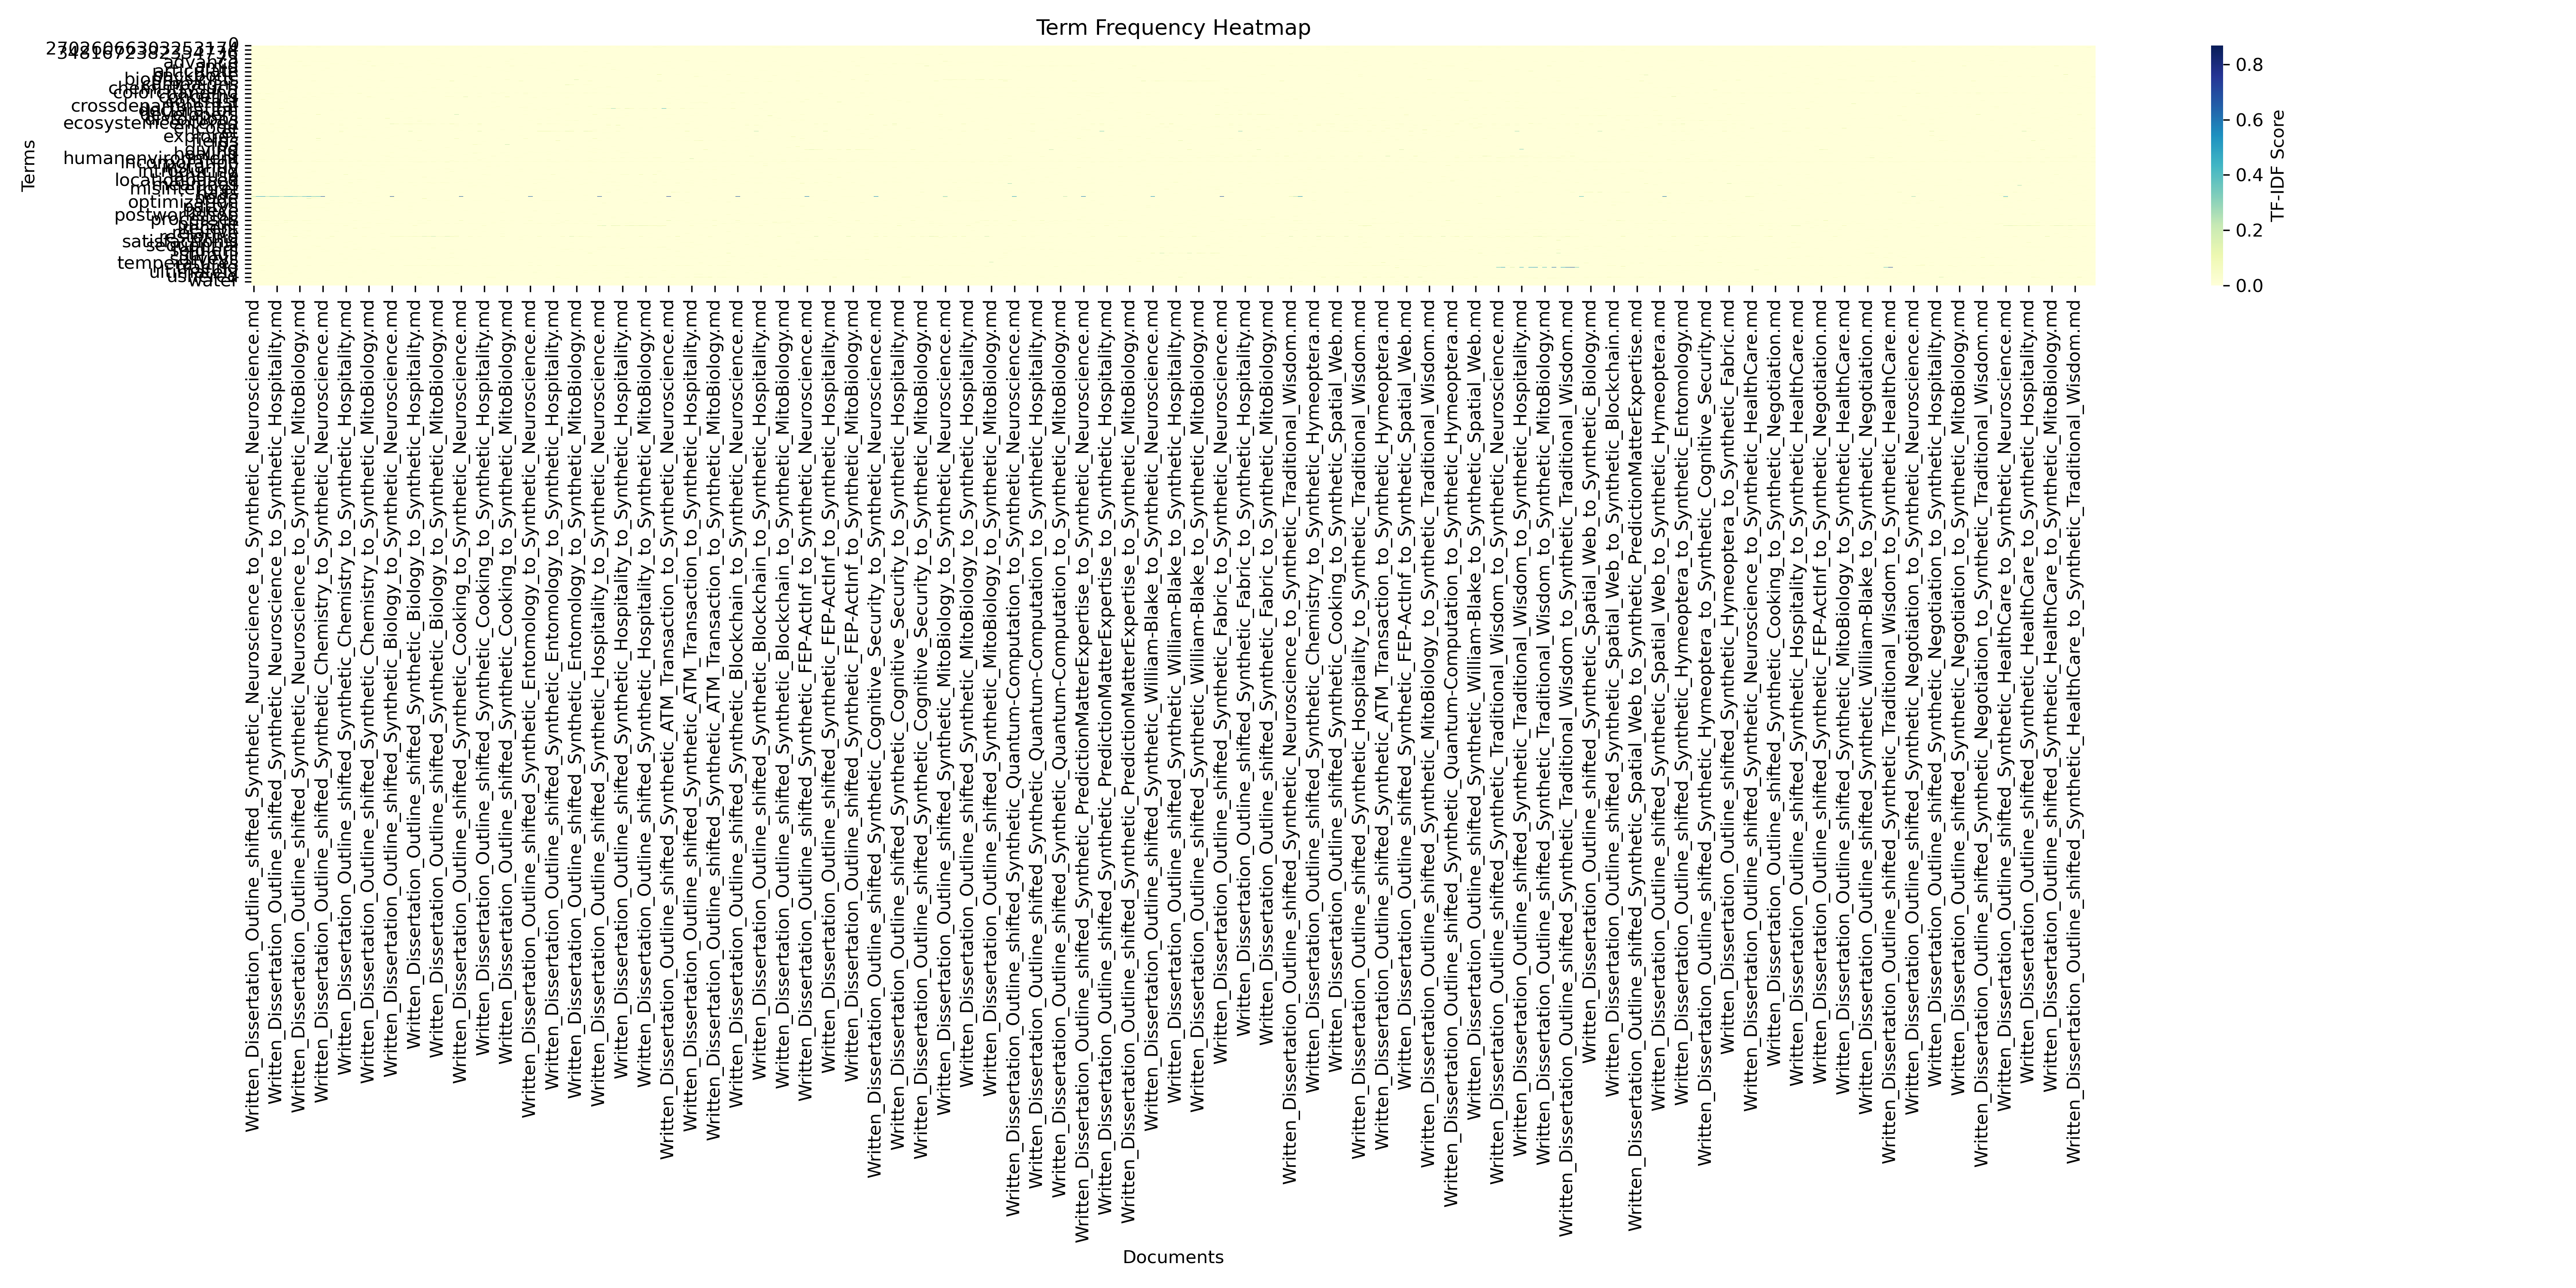 Term Frequency Heatmap
Terms
0
advance
crossdepartmental
explores
humanenvironment
optimization
water
Written_Dissertation_Outline_shifted_Synthetic_Neuroscience_to_Synthetic_Neuroscience.md
Written_Dissertation_Outline_shifted_Synthetic_Neuroscience_to_Synthetic_Hospitality.md
Written_Dissertation_Outline_shifted_Synthetic_Neuroscience_to_Synthetic_MitoBiology.md
Written_Dissertation_Outline_shifted_Synthetic_Chemistry_to_Synthetic_Neuroscience.md
Written_Dissertation_Outline_shifted_Synthetic_Chemistry_to_Synthetic_Hospitality.md
Written_Dissertation_Outline_shifted_Synthetic_Chemistry_to_Synthetic_MitoBiology.md
Written_Dissertation_Outline_shifted_Synthetic_Biology_to_Synthetic_Neuroscience.md
Written_Dissertation_Outline_shifted_Synthetic_Biology_to_Synthetic_Hospitality.md
Written_Dissertation_Outline_shifted_Synthetic_Biology_to_Synthetic_MitoBiology.md
Written_Dissertation_Outline_shifted_Synthetic_Cooking_to_Synthetic_Neuroscience.md
Written_Dissertation_Outline_shifted_Synthetic_Cooking_to_Synthetic_Hospitality.md
Written_Dissertation_Outline_shifted_Synthetic_Cooking_to_Synthetic_MitoBiology.md
Written_Dissertation_Outline_shifted_Synthetic_Entomology_to_Synthetic_Neuroscience.md
Written_Dissertation_Outline_shifted_Synthetic_Entomology_to_Synthetic_Hospitality.md
Written_Dissertation_Outline_shifted_Synthetic_Entomology_to_Synthetic_MitoBiology.md
Written_Dissertation_Outline_shifted_Synthetic_Hospitality_to_Synthetic_Neuroscience.md
Written_Dissertation_Outline_shifted_Synthetic_Hospitality_to_Synthetic_Hospitality.md
Written_Dissertation_Outline_shifted_Synthetic_Hospitality_to_Synthetic_MitoBiology.md
Written_Dissertation_Outline_shifted_Synthetic_ATM_Transaction_to_Synthetic_Neuroscience.md
Written_Dissertation_Outline_shifted_Synthetic_ATM_Transaction_to_Synthetic_Hospitality.md
Written_Dissertation_Outline_shifted_Synthetic_ATM_Transaction_to_Synthetic_MitoBiology.md
Written_Dissertation_Outline_shifted_Synthetic_Blockchain_to_Synthetic_Neuroscience.md
Written_Dissertation_Outline_shifted_Synthetic_Blockchain_to_Synthetic_Hospitality.md
Written_Dissertation_Outline_shifted_Synthetic_Blockchain_to_Synthetic_MitoBiology.md
Written_Dissertation_Outline_shifted_Synthetic_FEP-ActInf_to_Synthetic_Neuroscience.md
Written_Dissertation_Outline_shifted_Synthetic_FEP-ActInf_to_Synthetic_Hospitality.md
Written_Dissertation_Outline_shifted_Synthetic_FEP-ActInf_to_Synthetic_MitoBiology.md
Written_Dissertation_Outline_shifted_Synthetic_Cognitive_Security_to_Synthetic_Neuroscience.md
Written_Dissertation_Outline_shifted_Synthetic_Cognitive_Security_to_Synthetic_Hospitality.md
Written_Dissertation_Outline_shifted_Synthetic_Cognitive_Security_to_Synthetic_MitoBiology.md
Written_Dissertation_Outline_shifted_Synthetic_MitoBiology_to_Synthetic_Neuroscience.md
Written_Dissertation_Outline_shifted_Synthetic_MitoBiology_to_Synthetic_Hospitality.md
Written_Dissertation_Outline_shifted_Synthetic_MitoBiology_to_Synthetic_MitoBiology.md
Written_Dissertation_Outline_shifted_Synthetic_Quantum-Computation_to_Synthetic_Neuroscience.md
Written_Dissertation_Outline_shifted_Synthetic_Quantum-Computation_to_Synthetic_Hospitality.md
Written_Dissertation_Outline_shifted_Synthetic_Quantum-Computation_to_Synthetic_MitoBiology.md
Written_Dissertation_Outline_shifted_Synthetic_PredictionMatterExpertise_to_Synthetic_Neuroscience.md
Written_Dissertation_Outline_shifted_Synthetic_PredictionMatterExpertise_to_Synthetic_Hospitality.md
Written_Dissertation_Outline_shifted_Synthetic_PredictionMatterExpertise_to_Synthetic_MitoBiology.md
Written_Dissertation_Outline_shifted_Synthetic_William-Blake_to_Synthetic_Neuroscience.md
Written_Dissertation_Outline_shifted_Synthetic_William-Blake_to_Synthetic_Hospitality.md
Written_Dissertation_Outline_shifted_Synthetic_William-Blake_to_Synthetic_MitoBiology.md
Written_Dissertation_Outline_shifted_Synthetic_Fabric_to_Synthetic_Neuroscience.md
Written_Dissertation_Outline_shifted_Synthetic_Fabric_to_Synthetic_Hospitality.md
Written_Dissertation_Outline_shifted_Synthetic_Fabric_to_Synthetic_MitoBiology.md
Written_Dissertation_Outline_shifted_Synthetic_Neuroscience_to_Synthetic_Traditional_Wisdom.md
Written_Dissertation_Outline_shifted_Synthetic_Chemistry_to_Synthetic_Hymeoptera.md
Written_Dissertation_Outline_shifted_Synthetic_Cooking_to_Synthetic_Spatial_Web.md
Written_Dissertation_Outline_shifted_Synthetic_Hospitality_to_Synthetic_Traditional_Wisdom.md
Written_Dissertation_Outline_shifted_Synthetic_ATM_Transaction_to_Synthetic_Hymeoptera.md
Written_Dissertation_Outline_shifted_Synthetic_FEP-ActInf_to_Synthetic_Spatial_Web.md
Written_Dissertation_Outline_shifted_Synthetic_MitoBiology_to_Synthetic_Traditional_Wisdom.md
Written_Dissertation_Outline_shifted_Synthetic_Quantum-Computation_to_Synthetic_Hymeoptera.md
Written_Dissertation_Outline_shifted_Synthetic_William-Blake_to_Synthetic_Spatial_Web.md
Written_Dissertation_Outline_shifted_Synthetic_Traditional_Wisdom_to_Synthetic_Neuroscience.md
Written_Dissertation_Outline_shifted_Synthetic_Traditional_Wisdom_to_Synthetic_Hospitality.md
Written_Dissertation_Outline_shifted_Synthetic_Traditional_Wisdom_to_Synthetic_MitoBiology.md
Written_Dissertation_Outline_shifted_Synthetic_Traditional_Wisdom_to_Synthetic_Traditional_Wisdom.md
Written_Dissertation_Outline_shifted_Synthetic_Spatial_Web_to_Synthetic_Biology.md
Written_Dissertation_Outline_shifted_Synthetic_Spatial_Web_to_Synthetic_Blockchain.md
Written_Dissertation_Outline_shifted_Synthetic_Spatial_Web_to_Synthetic_PredictionMatterExpertise.md
Written_Dissertation_Outline_shifted_Synthetic_Spatial_Web_to_Synthetic_Hymeoptera.md
Written_Dissertation_Outline_shifted_Synthetic_Hymeoptera_to_Synthetic_Entomology.md
Written_Dissertation_Outline_shifted_Synthetic_Hymeoptera_to_Synthetic_Cognitive_Security.md
Written_Dissertation_Outline_shifted_Synthetic_Hymeoptera_to_Synthetic_Fabric.md
Written_Dissertation_Outline_shifted_Synthetic_Neuroscience_to_Synthetic_HealthCare.md
Written_Dissertation_Outline_shifted_Synthetic_Cooking_to_Synthetic_Negotiation.md
Written_Dissertation_Outline_shifted_Synthetic_Hospitality_to_Synthetic_HealthCare.md
Written_Dissertation_Outline_shifted_Synthetic_FEP-ActInf_to_Synthetic_Negotiation.md
Written_Dissertation_Outline_shifted_Synthetic_MitoBiology_to_Synthetic_HealthCare.md
Written_Dissertation_Outline_shifted_Synthetic_William-Blake_to_Synthetic_Negotiation.md
Written_Dissertation_Outline_shifted_Synthetic_Traditional_Wisdom_to_Synthetic_HealthCare.md
Written_Dissertation_Outline_shifted_Synthetic_Negotiation_to_Synthetic_Neuroscience.md
Written_Dissertation_Outline_shifted_Synthetic_Negotiation_to_Synthetic_Hospitality.md
Written_Dissertation_Outline_shifted_Synthetic_Negotiation_to_Synthetic_MitoBiology.md
Written_Dissertation_Outline_shifted_Synthetic_Negotiation_to_Synthetic_Traditional_Wisdom.md
Written_Dissertation_Outline_shifted_Synthetic_HealthCare_to_Synthetic_Neuroscience.md
Written_Dissertation_Outline_shifted_Synthetic_HealthCare_to_Synthetic_Hospitality.md
Written_Dissertation_Outline_shifted_Synthetic_HealthCare_to_Synthetic_MitoBiology.md
Written_Dissertation_Outline_shifted_Synthetic_HealthCare_to_Synthetic_Traditional_Wisdom.md
Documents
0.8
0.6
0.4
0.2
0.0
TF-IDF Score